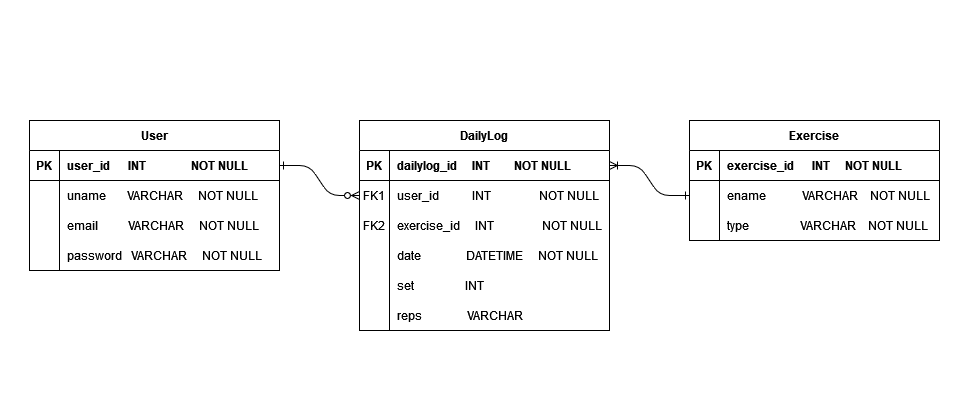 User
PK user_id INT NOT NULL
uname VARCHAR NOT NULL
email VARCHAR NOT NULL
password VARCHAR NOT NULL
DailyLog
PK dailylog_id INT NOT NULL
FK1 user_id INT NOT NULL
FK2 exercise_id INT NOT NULL
date DATETIME NOT NULL
set INT
reps VARCHAR
Exercise
PK exercise_id INT NOT NULL
ename VARCHAR NOT NULL
type VARCHAR NOT NULL